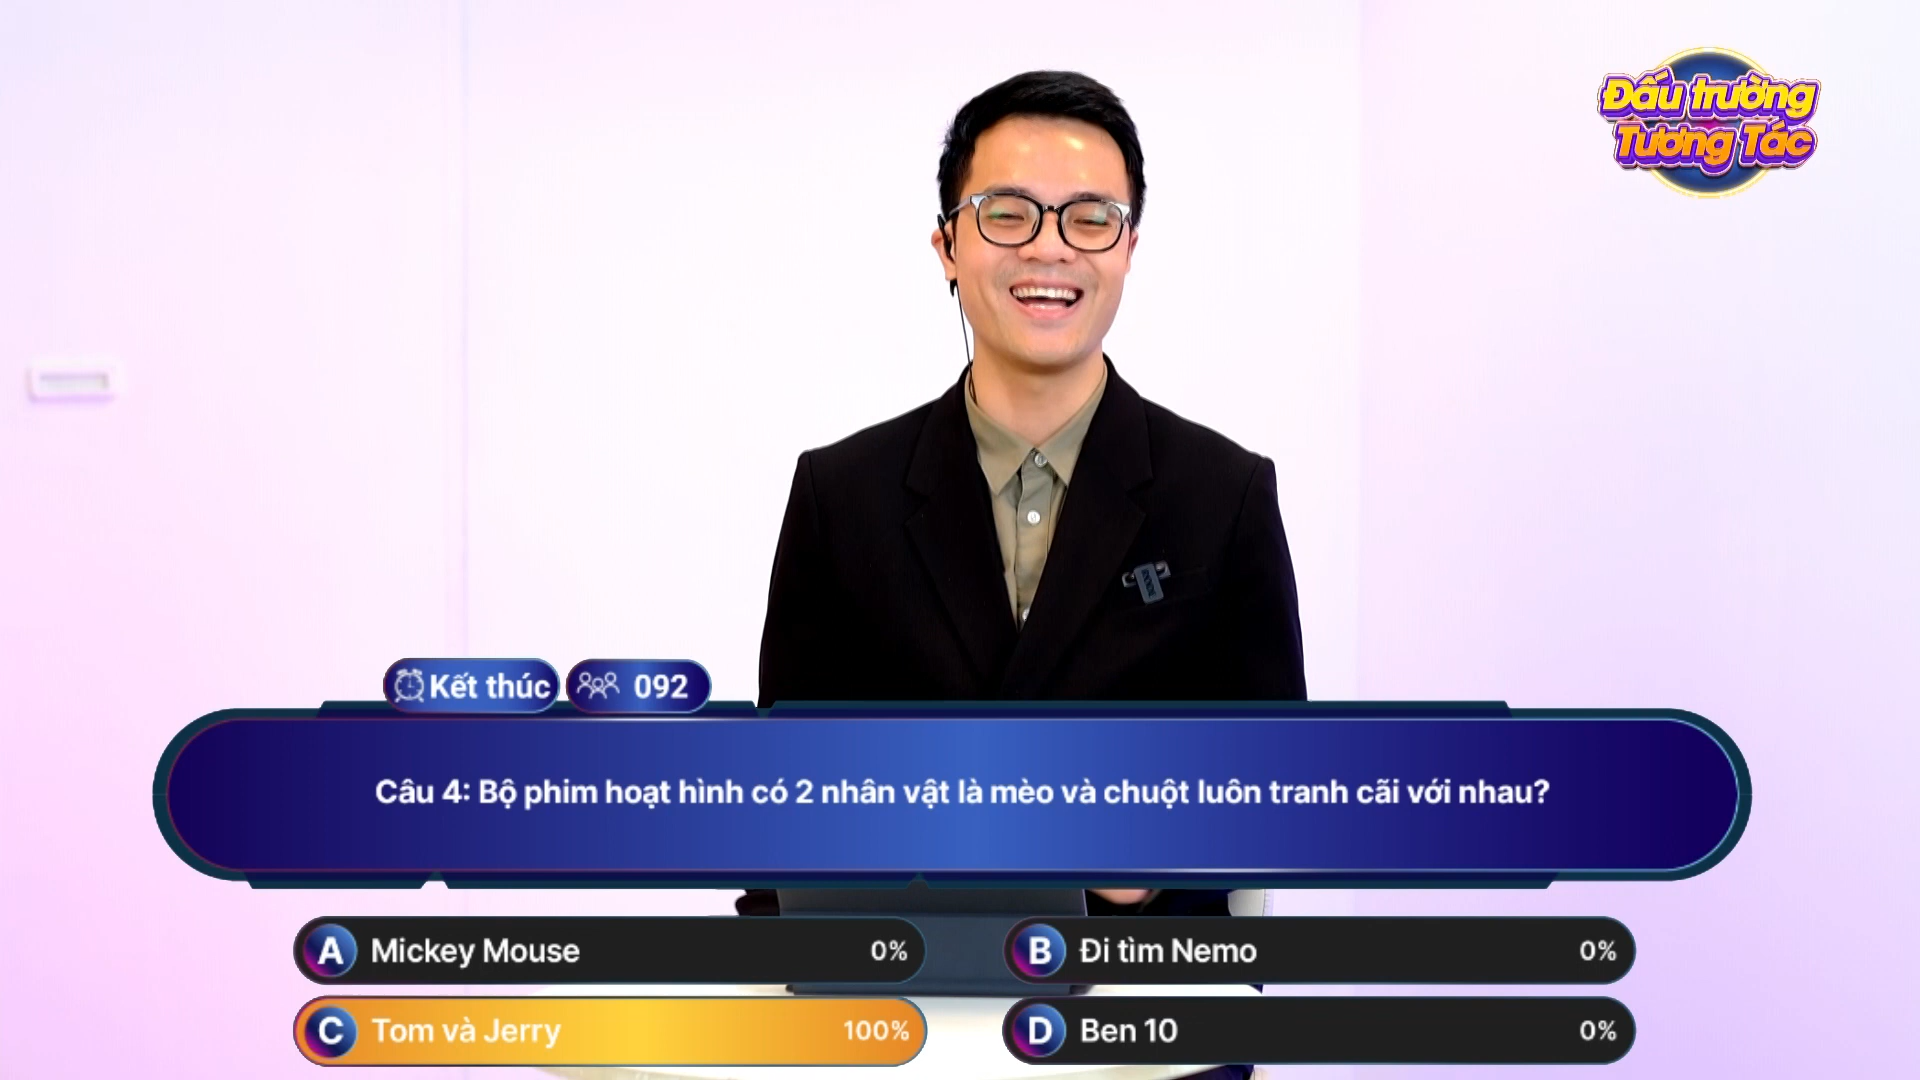 Đấu trường
Tương Tác
Kết thúc
092
Câu 4: Bộ phim hoạt hình có 2 nhân vật là mèo và chuột luôn tranh cãi với nhau?
A Mickey Mouse 0%
B Đi tìm Nemo 0%
C Tom và Jerry 100%
D Ben 10 0%